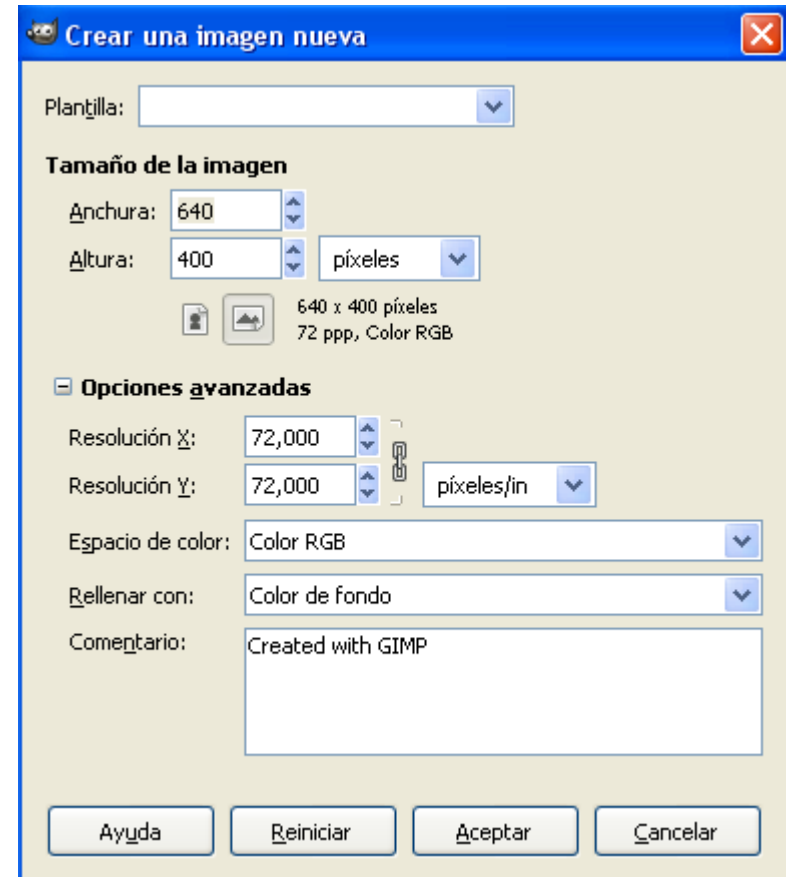 Crear una imagen nueva
Plantilla:
Tamaño de la imagen
Anchura: 640
Altura: 400 píxeles
640 x 400 píxeles
72 ppp, Color RGB
Opciones avanzadas
Resolución X: 72,000
Resolución Y: 72,000 píxeles/in
Espacio de color: Color RGB
Rellenar con: Color de fondo
Comentario: Created with GIMP
Ayuda Reiniciar Aceptar Cancelar